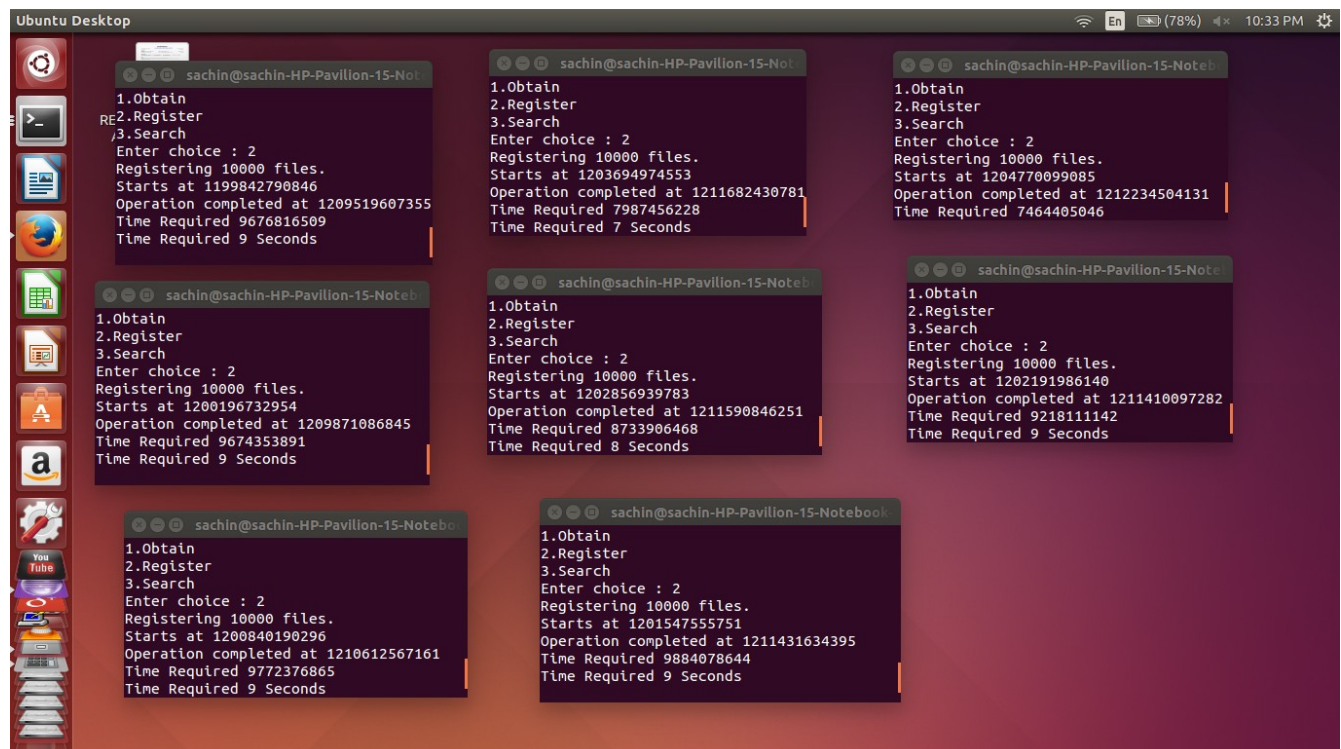 Ubuntu Desktop
En (78%) 10:33 PM
sachin@sachin-HP-Pavilion-15-Not
1.Obtain
2.Register
3.Search
Enter choice : 2
Registering 10000 files.
Starts at 1199842790846
Operation completed at 1209519607355
Time Required 9676816509
Time Required 9 Seconds
RE
sachin@sachin-HP-Pavilion-15-Not
1.Obtain
2.Register
3.Search
Enter choice : 2
Registering 10000 files.
Starts at 1203694974553
Operation completed at 1211682430781
Time Required 7987456228
Time Required 7 Seconds
sachin@sachin-HP-Pavilion-15-Noteb
1.Obtain
2.Register
3.Search
Enter choice : 2
Registering 10000 files.
Starts at 1204770099085
Operation completed at 1212234504131
Time Required 7464405046
sachin@sachin-HP-Pavilion-15-Noteb
1.Obtain
2.Register
3.Search
Enter choice : 2
Registering 10000 files.
Starts at 1200196732954
Operation completed at 1209871086845
Time Required 9674353891
Time Required 9 Seconds
sachin@sachin-HP-Pavilion-15-Noteb
1.Obtain
2.Register
3.Search
Enter choice : 2
Registering 10000 files.
Starts at 1202856939783
Operation completed at 1211590846251
Time Required 8733906468
Time Required 8 Seconds
sachin@sachin-HP-Pavilion-15-Note
1.Obtain
2.Register
3.Search
Enter choice : 2
Registering 10000 files.
Starts at 1202191986140
Operation completed at 1211410097282
Time Required 9218111142
Time Required 9 Seconds
sachin@sachin-HP-Pavilion-15-Notebo
1.Obtain
2.Register
3.Search
Enter choice : 2
Registering 10000 files.
Starts at 1200840190296
Operation completed at 1210612567161
Time Required 9772376865
Time Required 9 Seconds
sachin@sachin-HP-Pavilion-15-Notebook
1.Obtain
2.Register
3.Search
Enter choice : 2
Registering 10000 files.
Starts at 1201547555751
Operation completed at 1211431634395
Time Required 9884078644
Time Required 9 Seconds
a
You
Tube